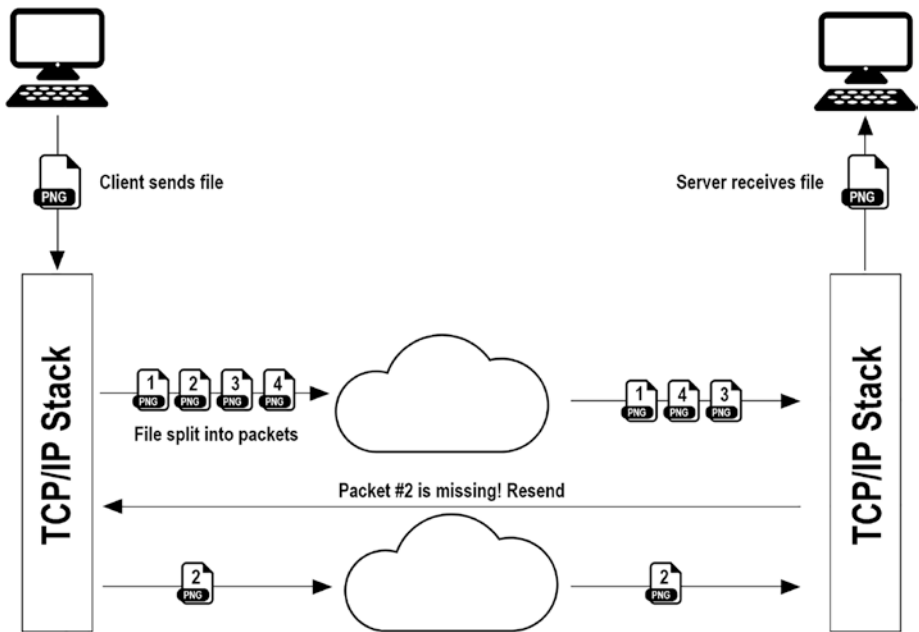 PNG
Client sends file
Server receives file
PNG
TCP/IP Stack
1 2 3 4
PNG PNG PNG PNG
File split into packets
1 4 3
PNG PNG PNG
TCP/IP Stack
Packet #2 is missing! Resend
2
PNG
2
PNG